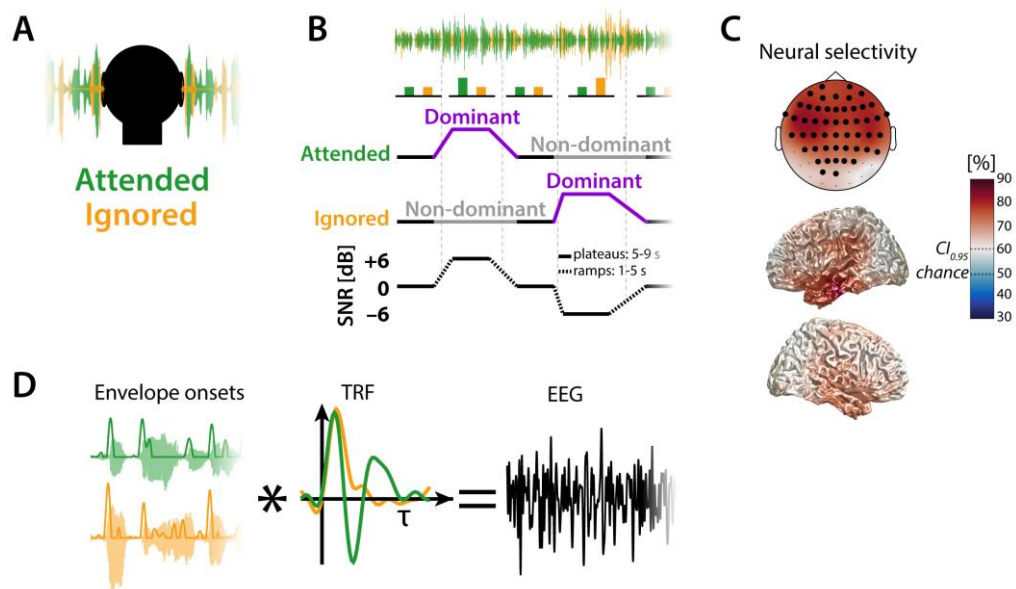 A
Attended
Ignored
B
Dominant
Attended
Non-dominant
Dominant
Ignored
Non-dominant
SNR [dB]
+6
0
–6
plateaus: 5-9 s
ramps: 1-5 s
C
Neural selectivity
[%]
90
80
70
60
50
40
30
CI0.95
chance
D
Envelope onsets
TRF
EEG
*
=
τ